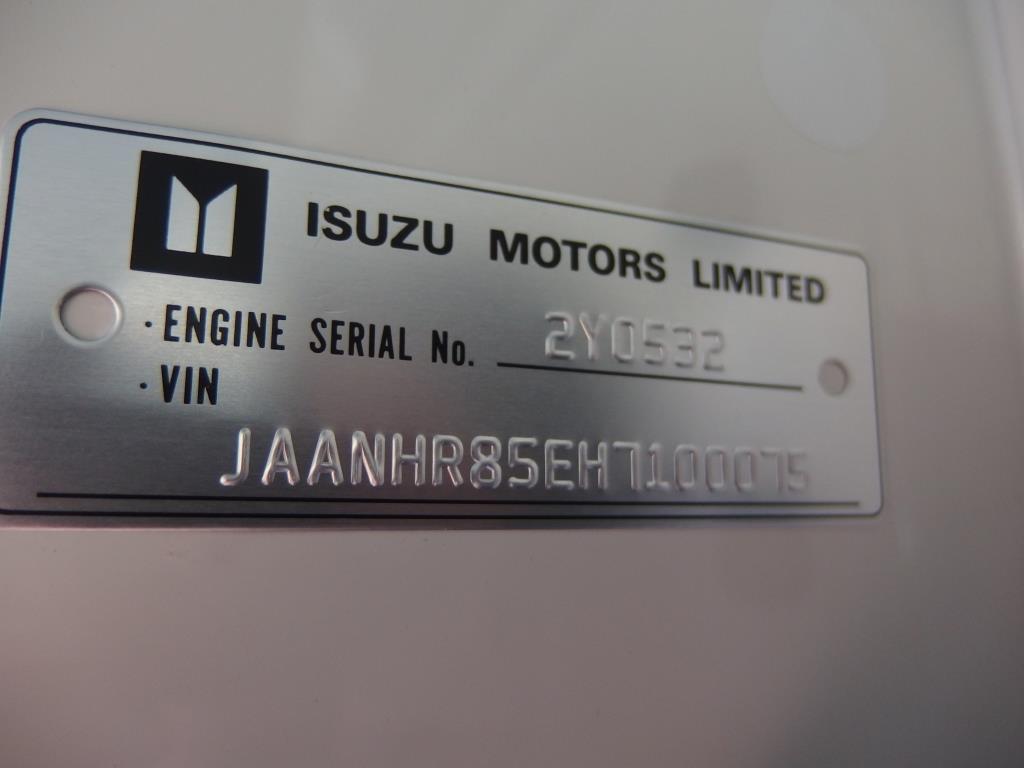 ISUZU MOTORS LIMITED
· ENGINE SERIAL No. 2Y0532
· VIN
JAANHR85EH7100075